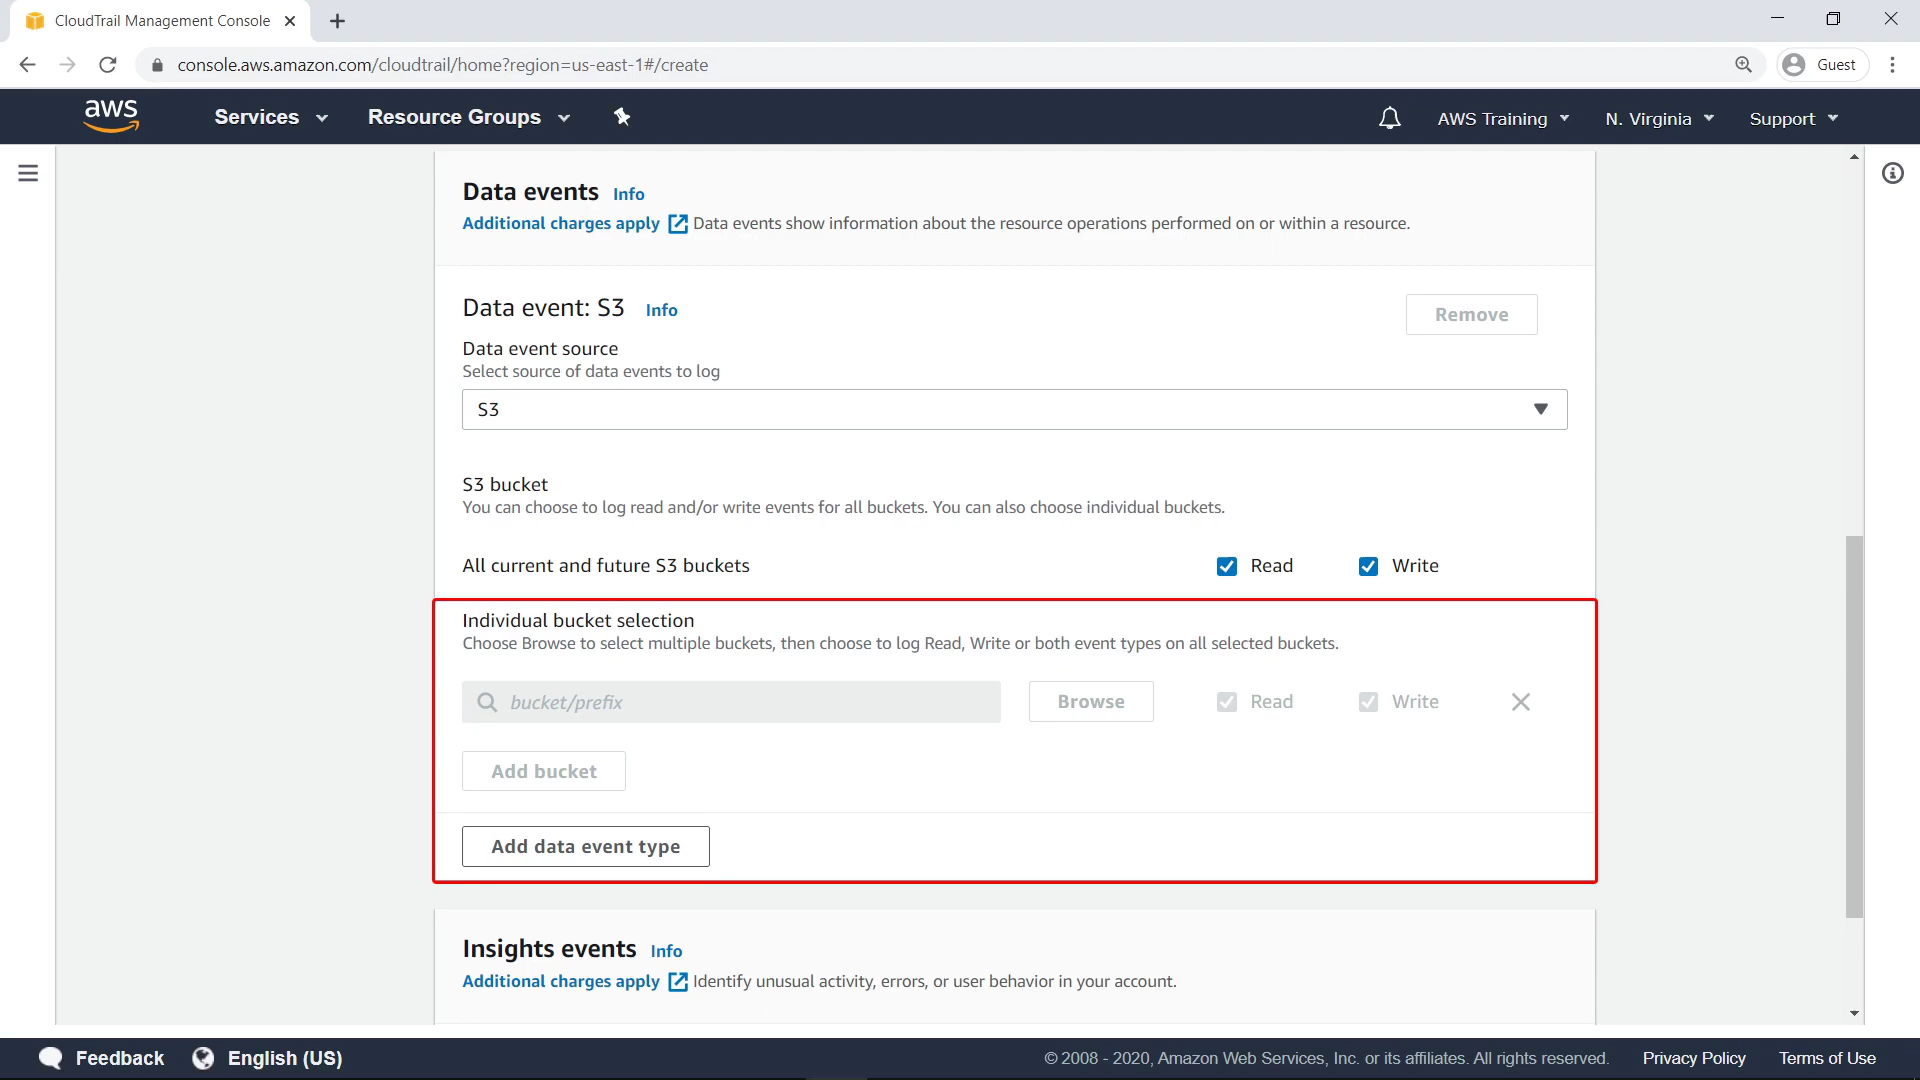 CloudTrail Management Console
console.aws.amazon.com/cloudtrail/home?region=us-east-1#/create
Guest
aws
Services
Resource Groups
AWS Training
N. Virginia
Support
Data events Info
Additional charges apply Data events show information about the resource operations performed on or within a resource.
Data event: S3 Info
Remove
Data event source
Select source of data events to log
S3
S3 bucket
You can choose to log read and/or write events for all buckets. You can also choose individual buckets.
All current and future S3 buckets
Read
Write
Individual bucket selection
Choose Browse to select multiple buckets, then choose to log Read, Write or both event types on all selected buckets.
bucket/prefix
Browse
Read
Write
Add bucket
Add data event type
Insights events Info
Additional charges apply Identify unusual activity, errors, or user behavior in your account.
Feedback
English (US)
© 2008 - 2020, Amazon Web Services, Inc. or its affiliates. All rights reserved.
Privacy Policy
Terms of Use